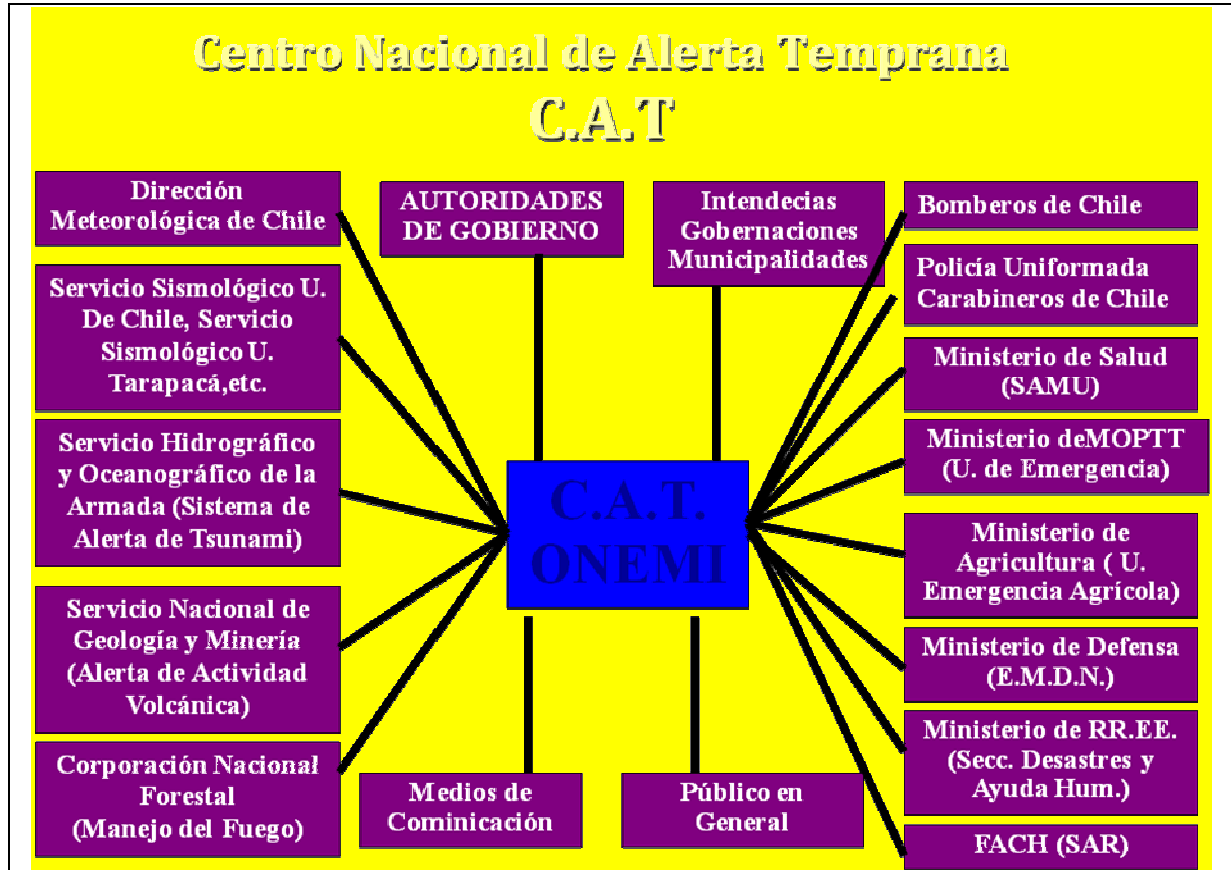 Centro Nacional de Alerta Temprana
C.A.T
Dirección
Meteorológica de Chile
Servicio Sismológico U.
De Chile, Servicio
Sismológico U.
Tarapacá,etc.
Servicio Hidrográfico
y Oceanográfico de la
Armada (Sistema de
Alerta de Tsunami)
Servicio Nacional de
Geología y Minería
(Alerta de Actividad
Volcánica)
Corporación Nacional
Forestal
(Manejo del Fuego)
AUTORIDADES
DE GOBIERNO
Intendecias
Gobernaciones
Municipalidades
C.A.T.
ONEMI
Medios de
Cominicación
Público en
General
Bomberos de Chile
Policía Uniformada
Carabineros de Chile
Ministerio de Salud
(SAMU)
Ministerio deMOPTT
(U. de Emergencia)
Ministerio de
Agricultura ( U.
Emergencia Agrícola)
Ministerio de Defensa
(E.M.D.N.)
Ministerio de RR.EE.
(Secc. Desastres y
Ayuda Hum.)
FACH (SAR)